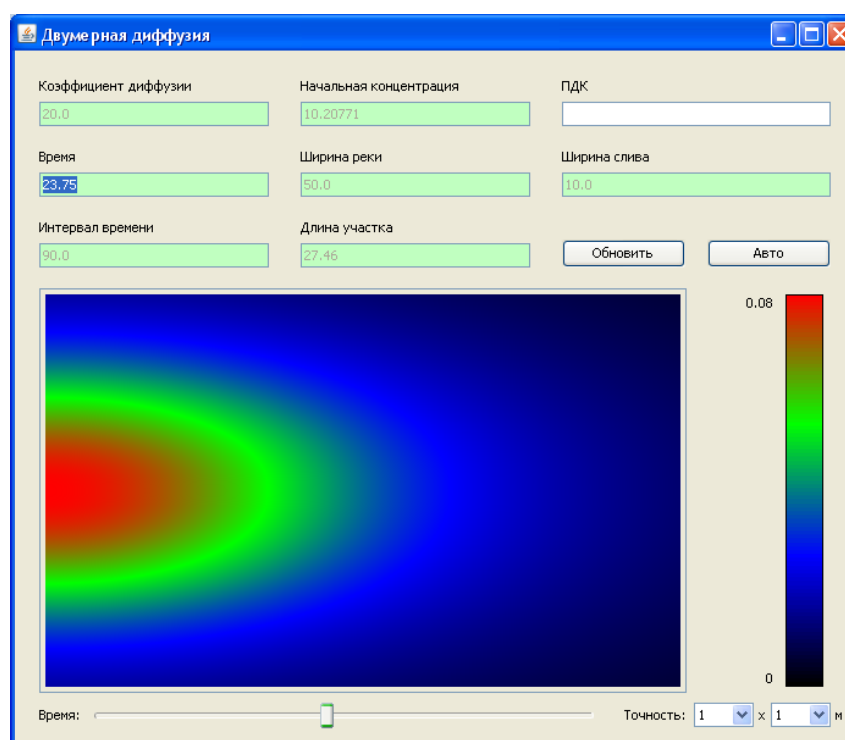 Двумерная диффузия
Коэффициент диффузии Начальная концентрация ПДК
20.0 10.20771
Время Ширина реки Ширина слива
23.75 50.0 10.0
Интервал времени Длина участка
90.0 27.46 Обновить Авто
0.08
0
Время: Точность: 1 x 1 м